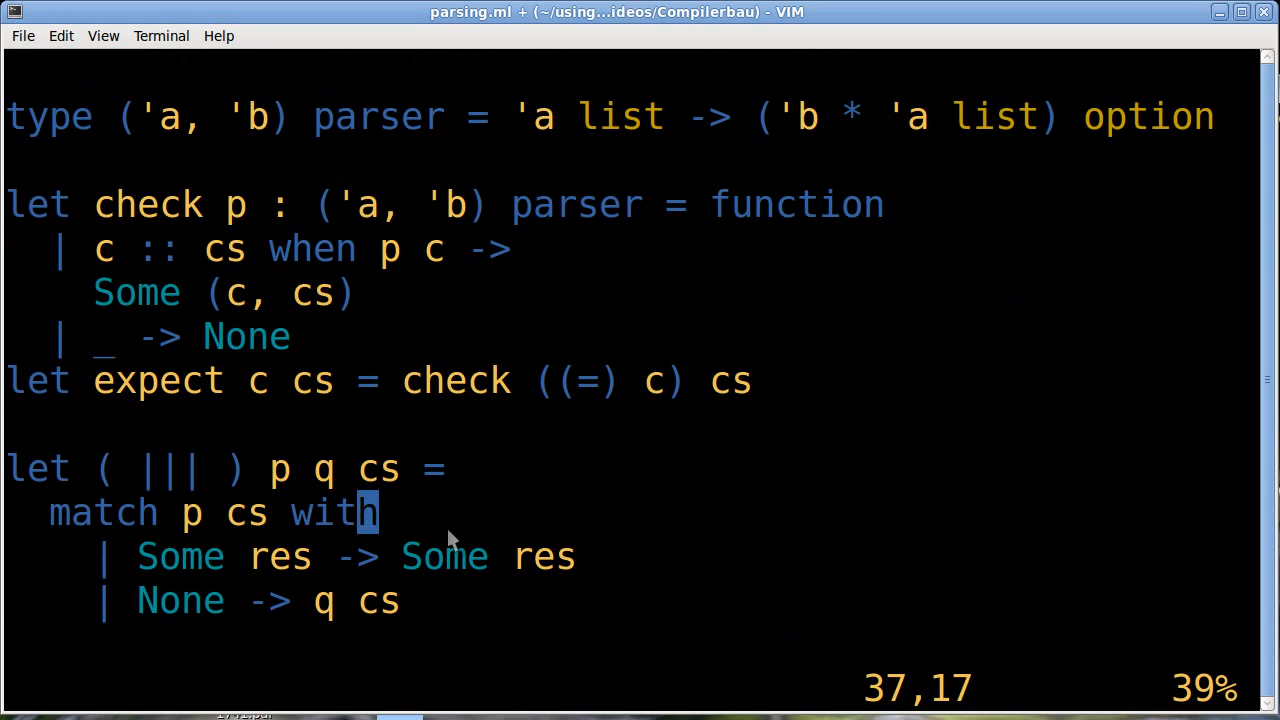 parsing.ml + (~/using...ideos/Compilerbau) - VIM
File Edit View Terminal Help
type ('a, 'b) parser = 'a list -> ('b * 'a list) option
let check p : ('a, 'b) parser = function
  | c :: cs when p c ->
    Some (c, cs)
  | _ -> None
let expect c cs = check ((=) c) cs
let ( ||| ) p q cs =
  match p cs with
    | Some res -> Some res
    | None -> q cs
37,17 39%